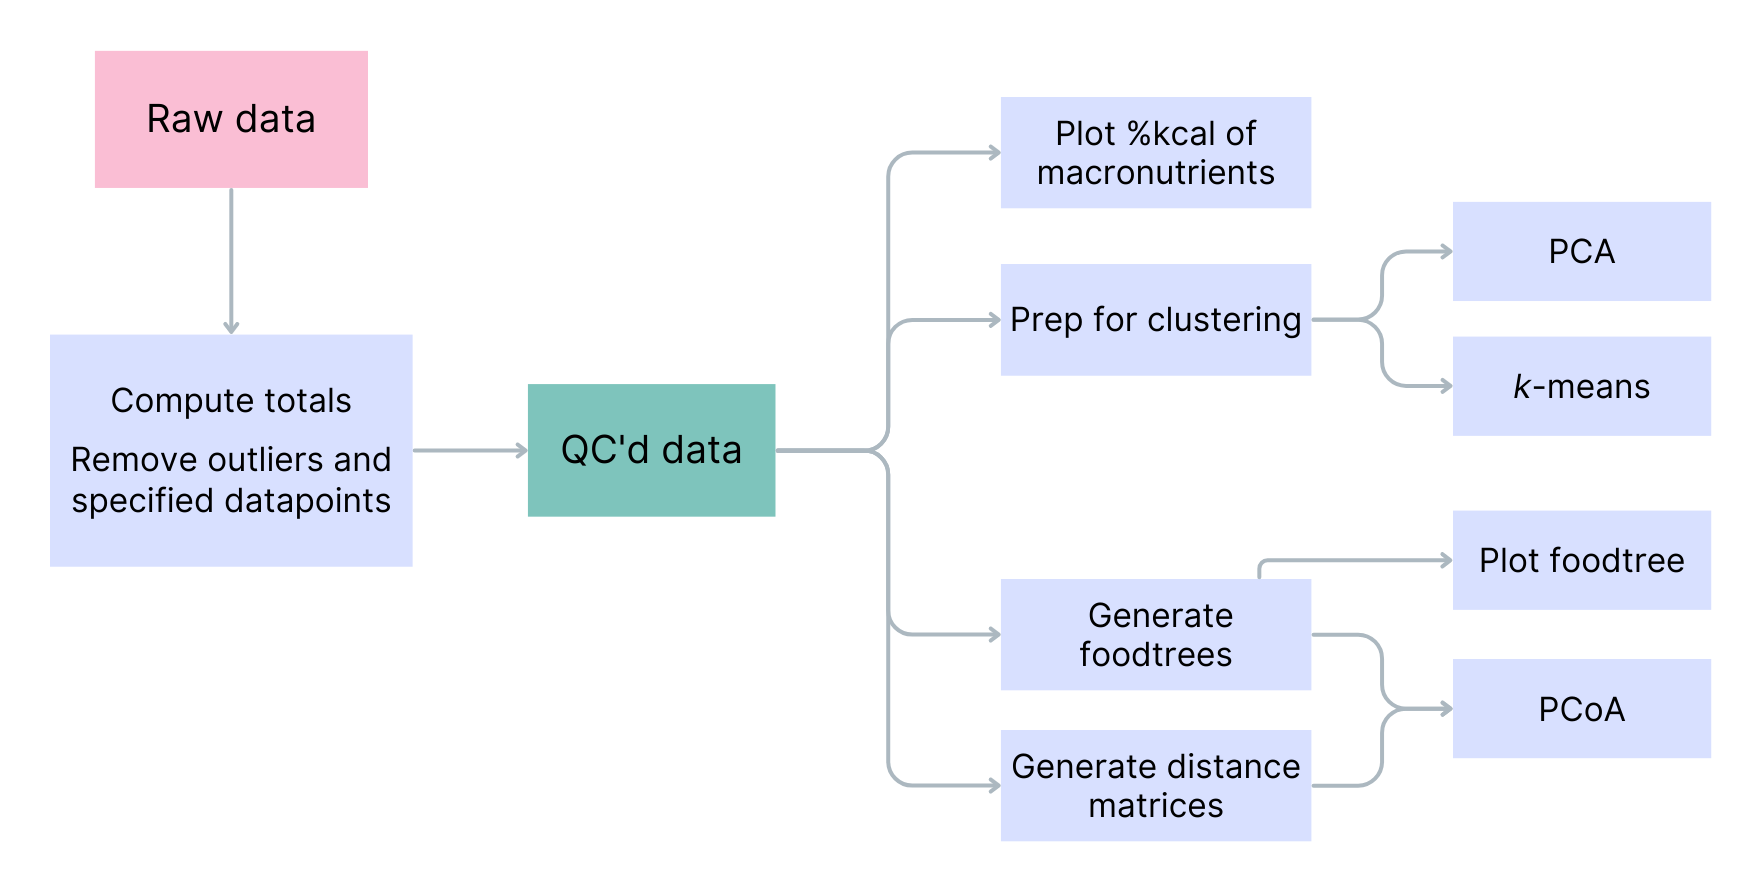 Raw data
Compute totals
Remove outliers and
specified datapoints
QC'd data
Plot %kcal of
macronutrients
Prep for clustering
PCA
k-means
Generate
foodtrees
Plot foodtree
Generate distance
matrices
PCoA